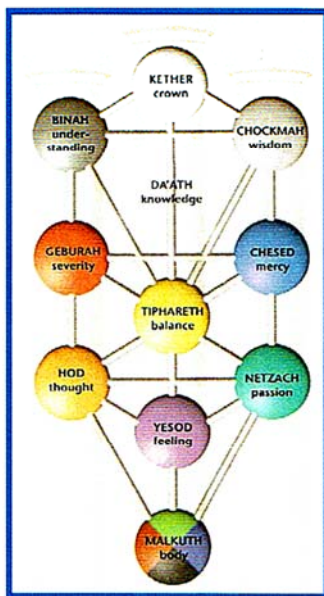 KETHER
crown
BINAH
under-
standing
CHOCKMAH
wisdom
DA'ATH
knowledge
GEBURAH
severity
CHESED
mercy
TIPHARETH
balance
HOD
thought
NETZACH
passion
YESOD
feeling
MALKUTH
body